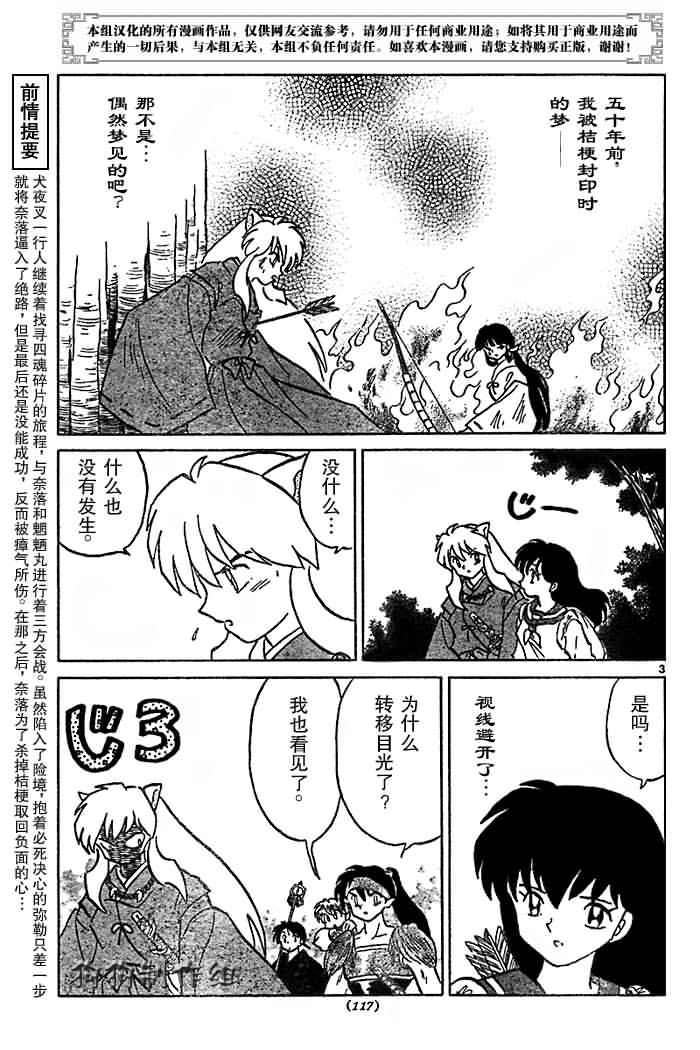 本组汉化的所有漫画作品，仅供网友交流参考，请勿用于任何商业用途；如将其用于商业用途而
产生的一切后果，与本组无关，本组不负任何责任。如喜欢本漫画，请您支持购买正版，谢谢！
前情提要
犬夜叉一行人继续着找寻四魂碎片的旅程，与奈落和魍魉丸进行着三方会战。虽然陷入了险境，抱着必死决心的弥勒只差一步
就将奈落逼入了绝路，但是最后还是没能成功，反而被瘴气所伤。在那之后，奈落为了杀掉桔梗取回负面的心…
五十年前，
我被桔梗封印时
的梦——
那不是…
偶然梦见的吧？
じー
没什么…
什么也
没有发生。
3
是吗…
视线避开了…
为什么
转移目光了？
我也看见了。
じろ
(117)